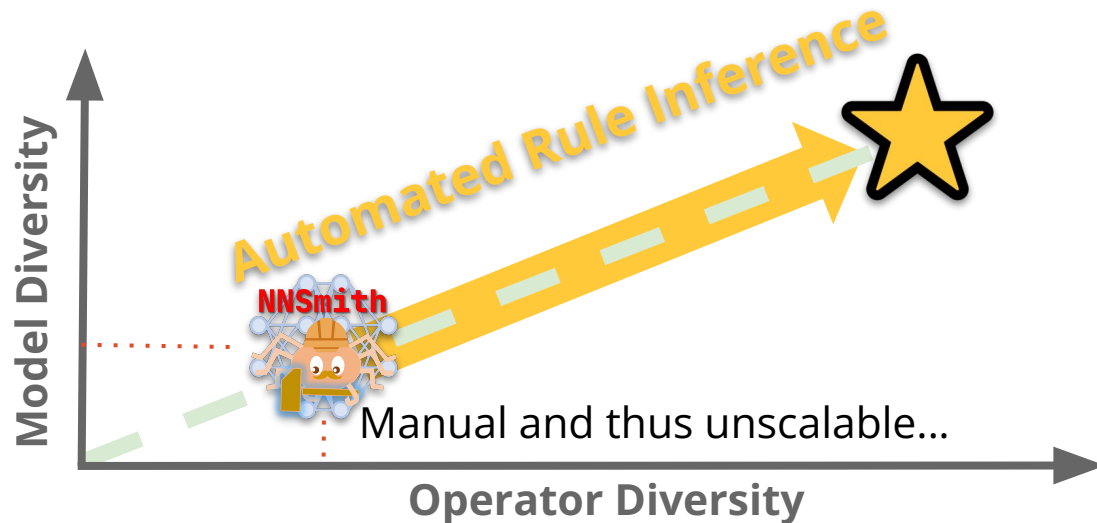 Automated Rule Inference
Model Diversity
NNSmith
Manual and thus unscalable...
Operator Diversity